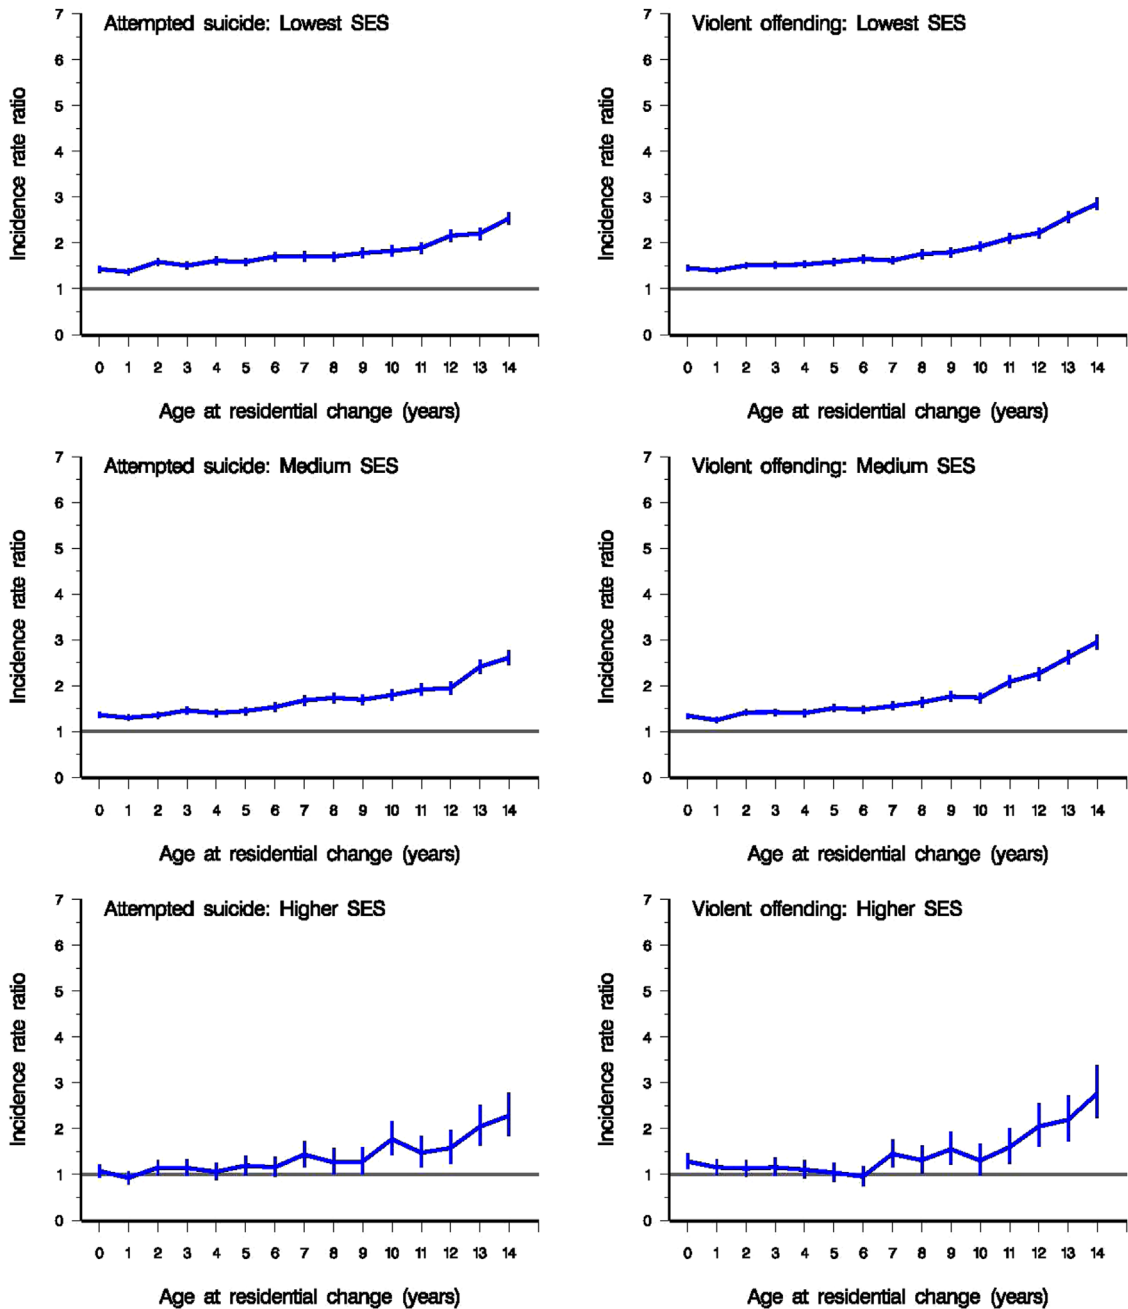 Attempted suicide: Lowest SES
Incidence rate ratio
7
6
5
4
3
2
1
0
0 1 2 3 4 5 6 7 8 9 10 11 12 13 14
Age at residential change (years)
Violent offending: Lowest SES
Incidence rate ratio
7
6
5
4
3
2
1
0
0 1 2 3 4 5 6 7 8 9 10 11 12 13 14
Age at residential change (years)
Attempted suicide: Medium SES
Incidence rate ratio
7
6
5
4
3
2
1
0
0 1 2 3 4 5 6 7 8 9 10 11 12 13 14
Age at residential change (years)
Violent offending: Medium SES
Incidence rate ratio
7
6
5
4
3
2
1
0
0 1 2 3 4 5 6 7 8 9 10 11 12 13 14
Age at residential change (years)
Attempted suicide: Higher SES
Incidence rate ratio
7
6
5
4
3
2
1
0
0 1 2 3 4 5 6 7 8 9 10 11 12 13 14
Age at residential change (years)
Violent offending: Higher SES
Incidence rate ratio
7
6
5
4
3
2
1
0
0 1 2 3 4 5 6 7 8 9 10 11 12 13 14
Age at residential change (years)